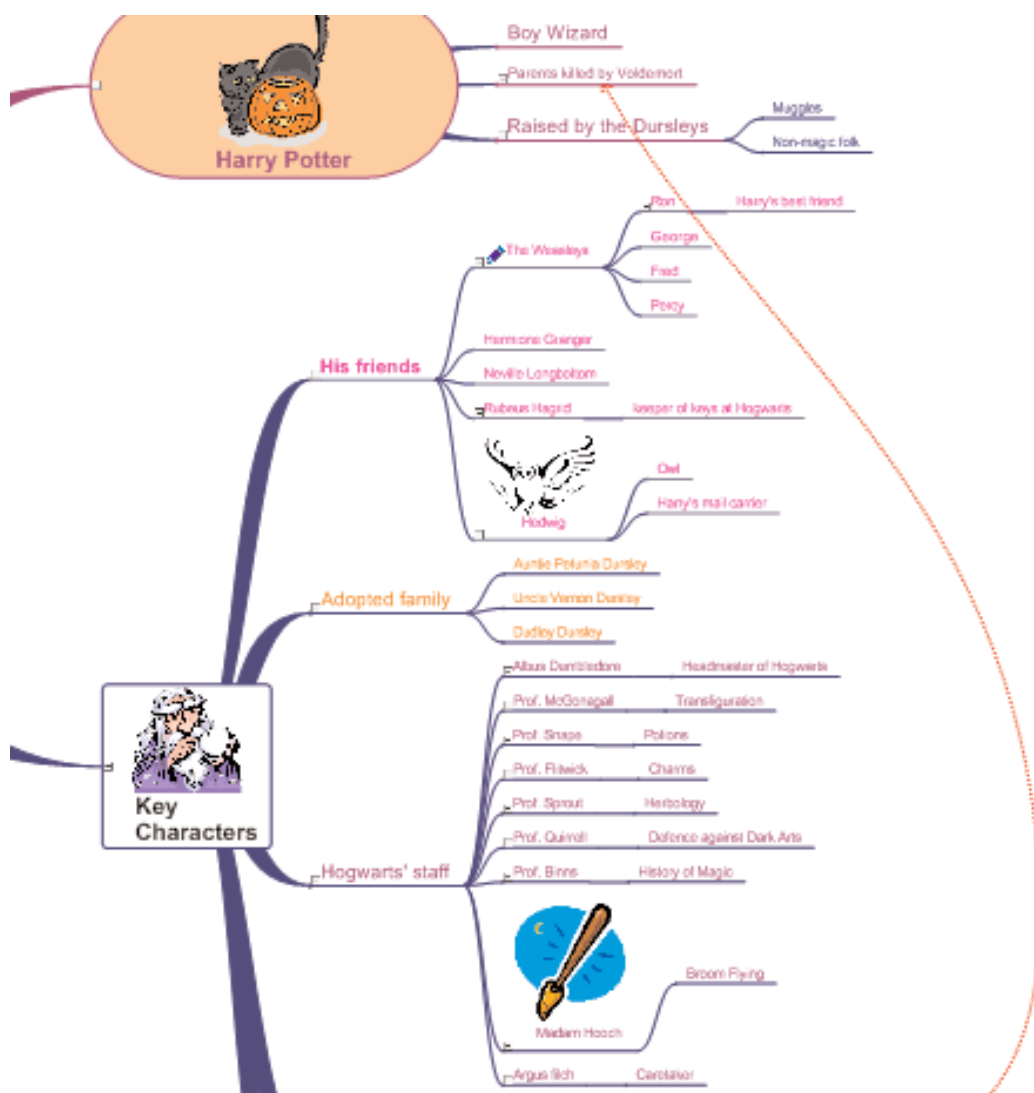 Boy Wizard
Parents killed by Voldemort
Harry Potter
Raised by the Dursleys
Muggles
Non-magic folk
His friends
The Weasleys
Ron
Harry's best friend
George
Fred
Percy
Hermione Granger
Neville Longbottom
Rubeus Hagrid
keeper of keys at Hogwarts
Hedwig
Owl
Harry's mail carrier
Adopted family
Auntie Petunia Dursley
Uncle Vernon Dursley
Dudley Dursley
Key
Characters
Hogwarts' staff
Albus Dumbledore
Headmaster of Hogwarts
Prof. McGonagall
Transfiguration
Prof. Snape
Potions
Prof. Flitwick
Charms
Prof. Sprout
Herbology
Prof. Quirrell
Defence against Dark Arts
Prof. Binns
History of Magic
Madam Hooch
Broom Flying
Argus filch
Caretaker